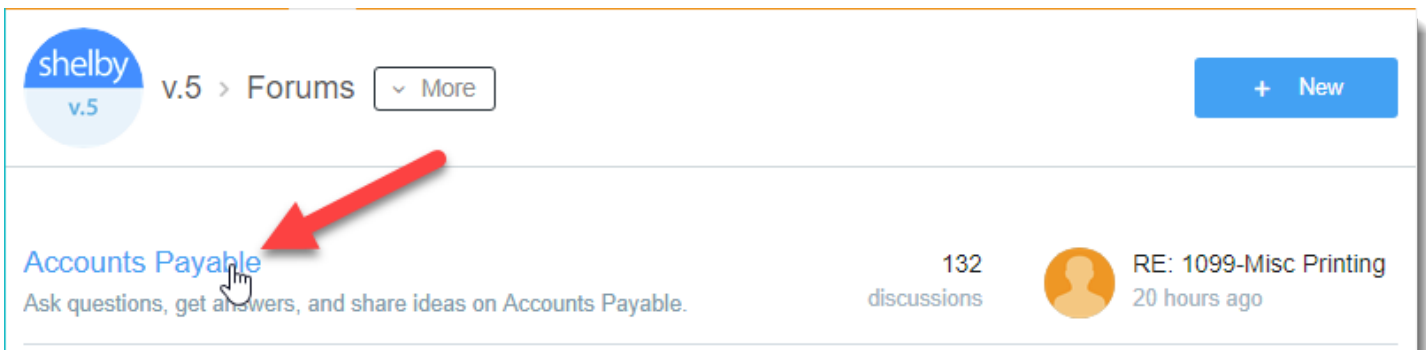 shelby
v.5
v.5 > Forums
More
+ New
Accounts Payable
Ask questions, get answers, and share ideas on Accounts Payable.
132
discussions
RE: 1099-Misc Printing
20 hours ago